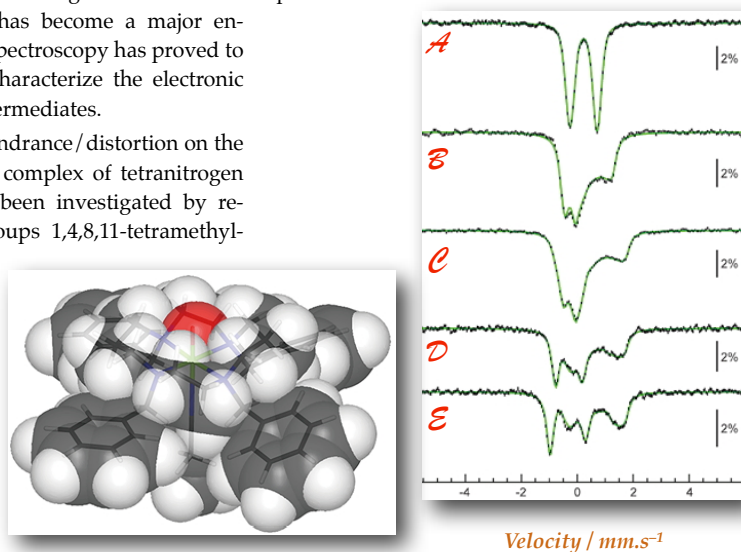 has become a major en-
pectroscopy has proved to
haracterize the electronic
ermediates.
ndrance/distortion on the
complex of tetranitrogen
been investigated by re-
oups 1,4,8,11-tetramethyl-
A
2%
B
2%
C
2%
D
2%
E
2%
-4 -2 0 2 4
Velocity / mm.s⁻¹